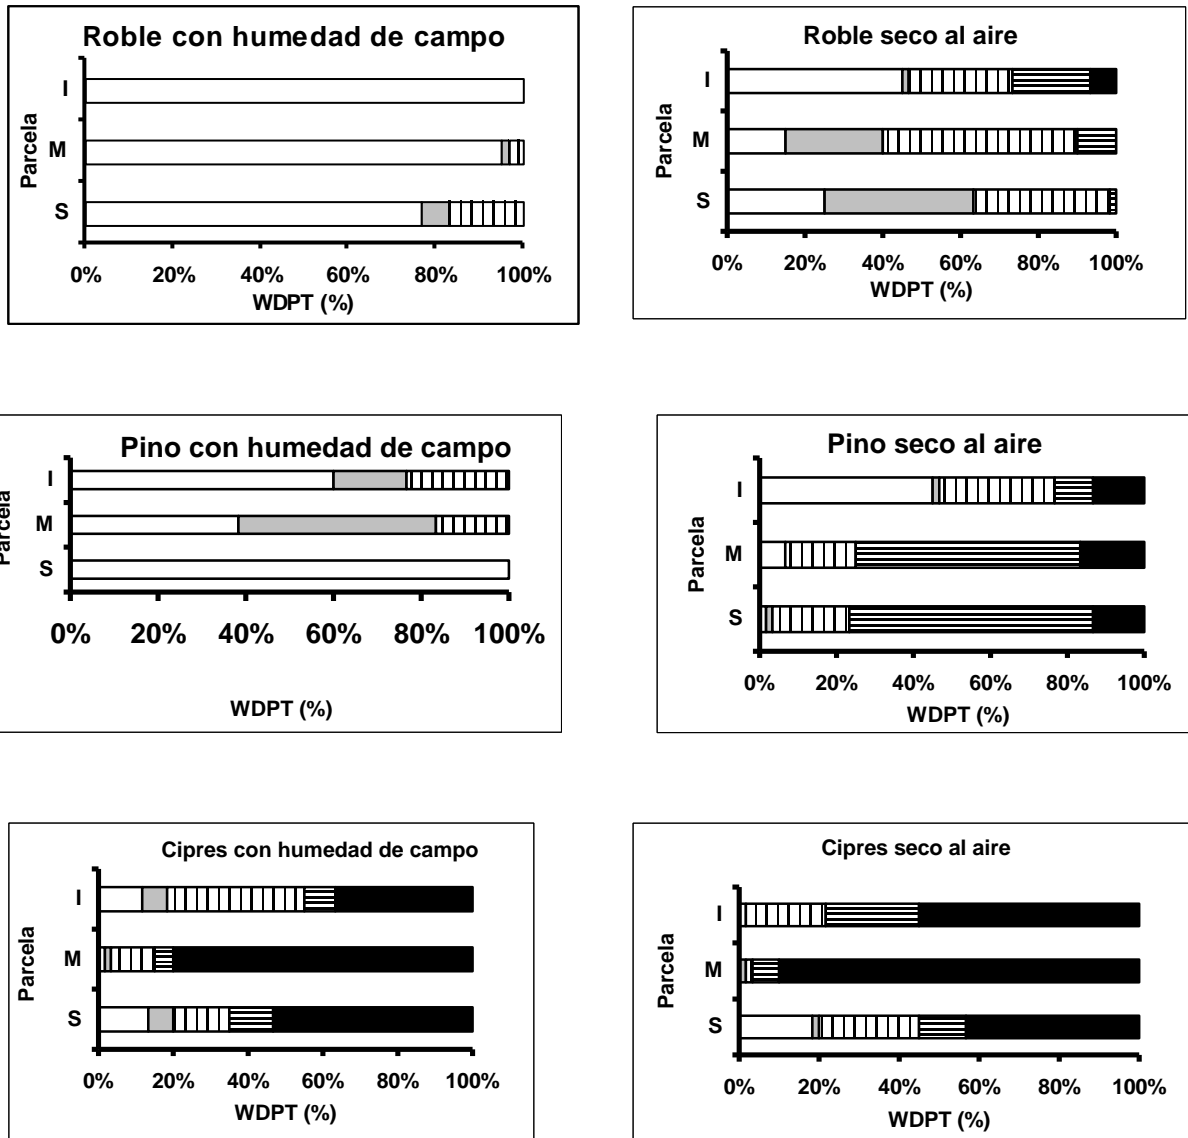 Roble con humedad de campo
Parcela
I
M
S
0% 20% 40% 60% 80% 100%
WDPT (%)
Roble seco al aire
Parcela
I
M
S
0% 20% 40% 60% 80% 100%
WDPT (%)
Pino con humedad de campo
Parcela
I
M
S
0% 20% 40% 60% 80% 100%
WDPT (%)
Pino seco al aire
Parcela
I
M
S
0% 20% 40% 60% 80% 100%
WDPT (%)
Cipres con humedad de campo
Parcela
I
M
S
0% 20% 40% 60% 80% 100%
WDPT (%)
Cipres seco al aire
Parcela
I
M
S
0% 20% 40% 60% 80% 100%
WDPT (%)